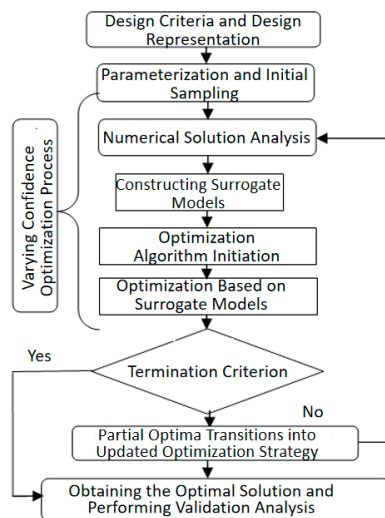 Design Criteria and Design
Representation
Parameterization and Initial
Sampling
Varying Confidence
Optimization Process
Numerical Solution Analysis
Constructing Surrogate
Models
Optimization
Algorithm Initiation
Optimization Based on
Surrogate Models
Yes
Termination Criterion
No
Partial Optima Transitions into
Updated Optimization Strategy
Obtaining the Optimal Solution and
Performing Validation Analysis